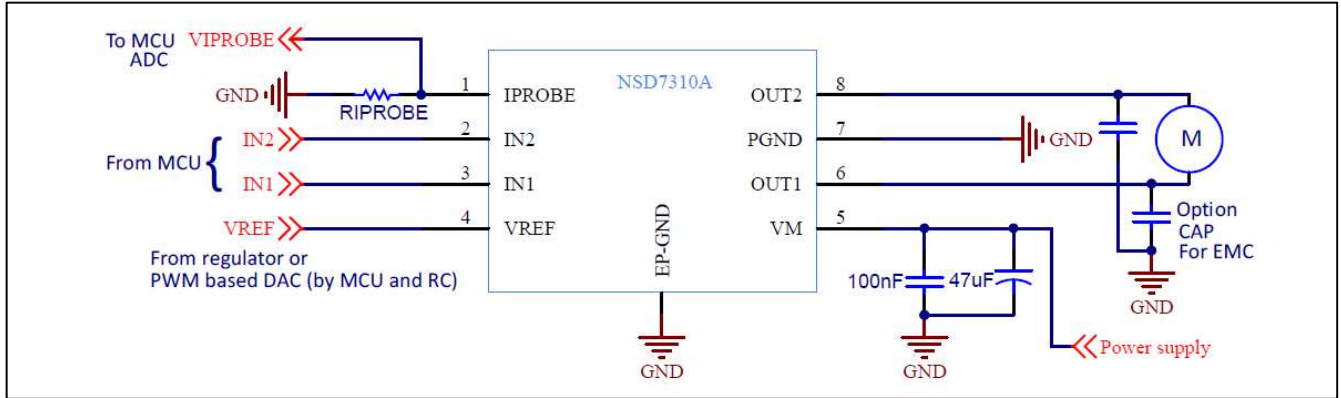 To MCU
ADC
VIPROBE
GND
RIPROBE
1
IPROBE
IN2
2
IN2
From MCU {
IN1
3
IN1
VREF
4
VREF
From regulator or
PWM based DAC (by MCU and RC)
NSD7310A
EP-GND
GND
OUT2
8
PGND
7
GND
OUT1
6
VM
5
M
Option
CAP
For EMC
GND
100nF
47uF
GND
Power supply